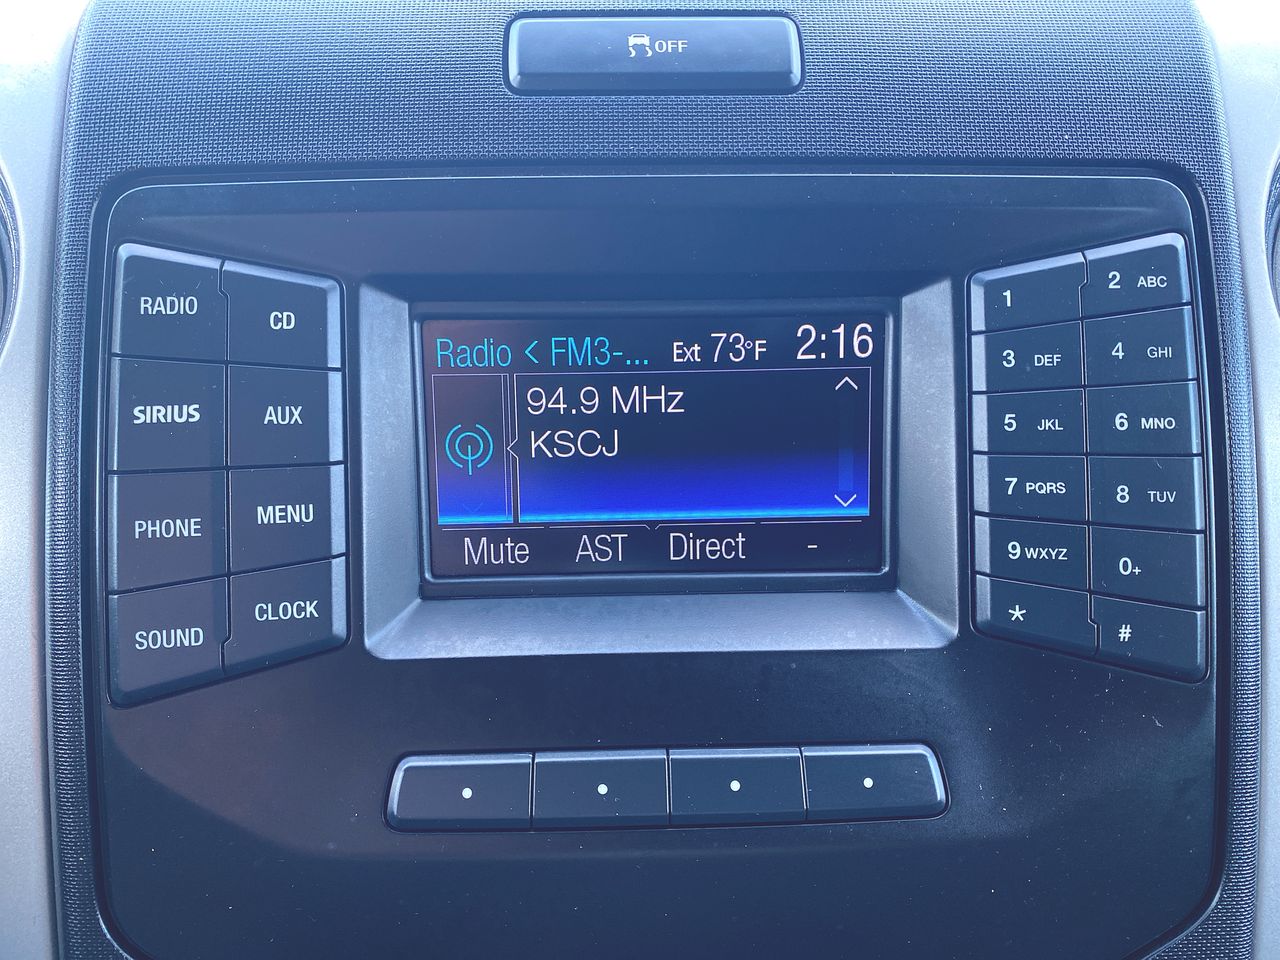 OFF
Radio < FM3-... Ext 73°F 2:16
94.9 MHz
KSCJ
Mute AST Direct -
RADIO
CD
SIRIUS
AUX
PHONE
MENU
SOUND
CLOCK
1
2 ABC
3 DEF
4 GHI
5 JKL
6 MNO
7 PQRS
8 TUV
9 WXYZ
0+
*
#